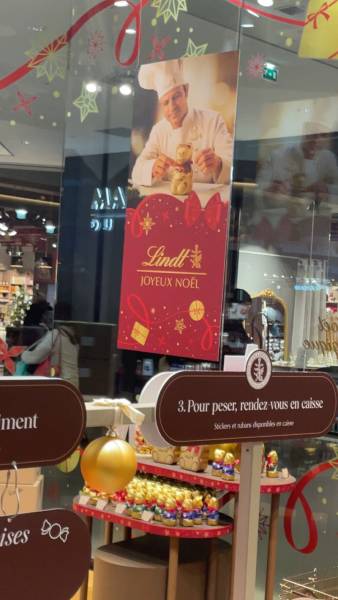 Lindt
JOYEUX NOËL
3. Pour peser, rendez-vous en caisse
Stickers et rubans disponibles en caisse
iment
ises